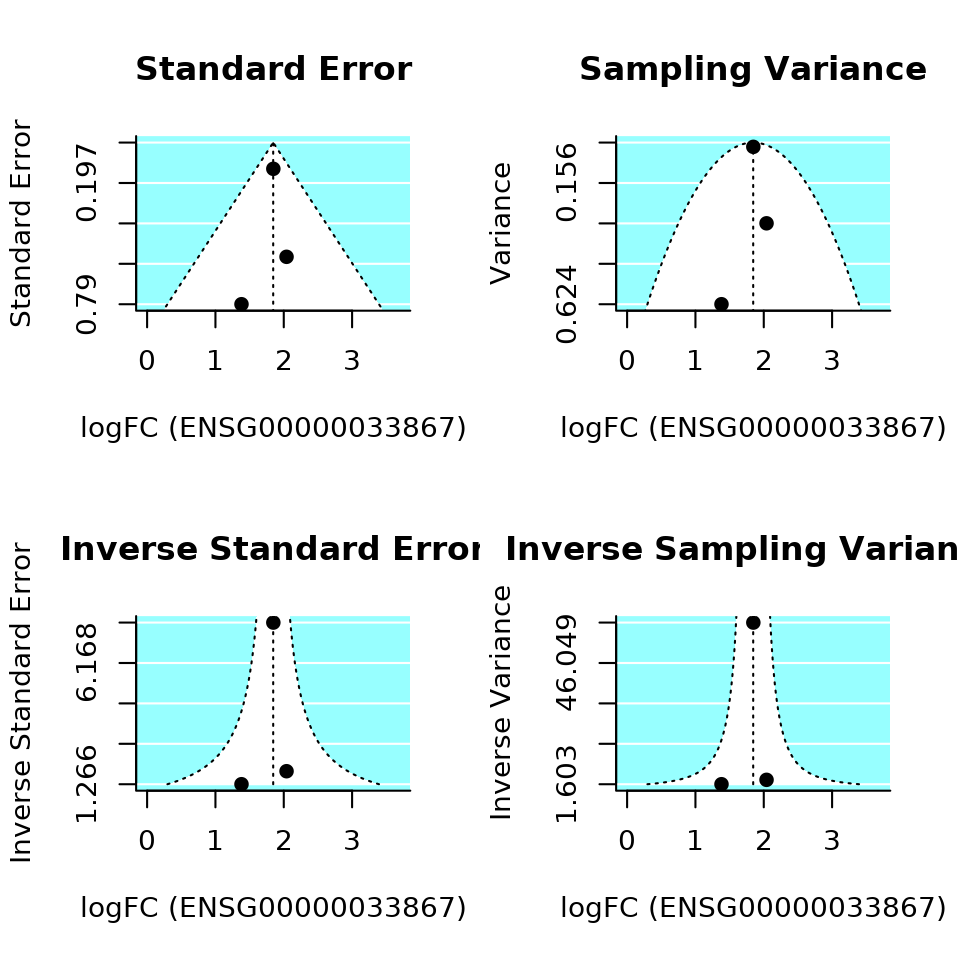 Standard Error
Standard Error
0.197
0.79
0 1 2 3
logFC (ENSG00000033867)
Sampling Variance
Variance
0.156
0.624
0 1 2 3
logFC (ENSG00000033867)
Inverse Standard Error
Inverse Standard Error
6.168
1.266
0 1 2 3
logFC (ENSG00000033867)
Inverse Sampling Varian
Inverse Variance
46.049
1.603
0 1 2 3
logFC (ENSG00000033867)